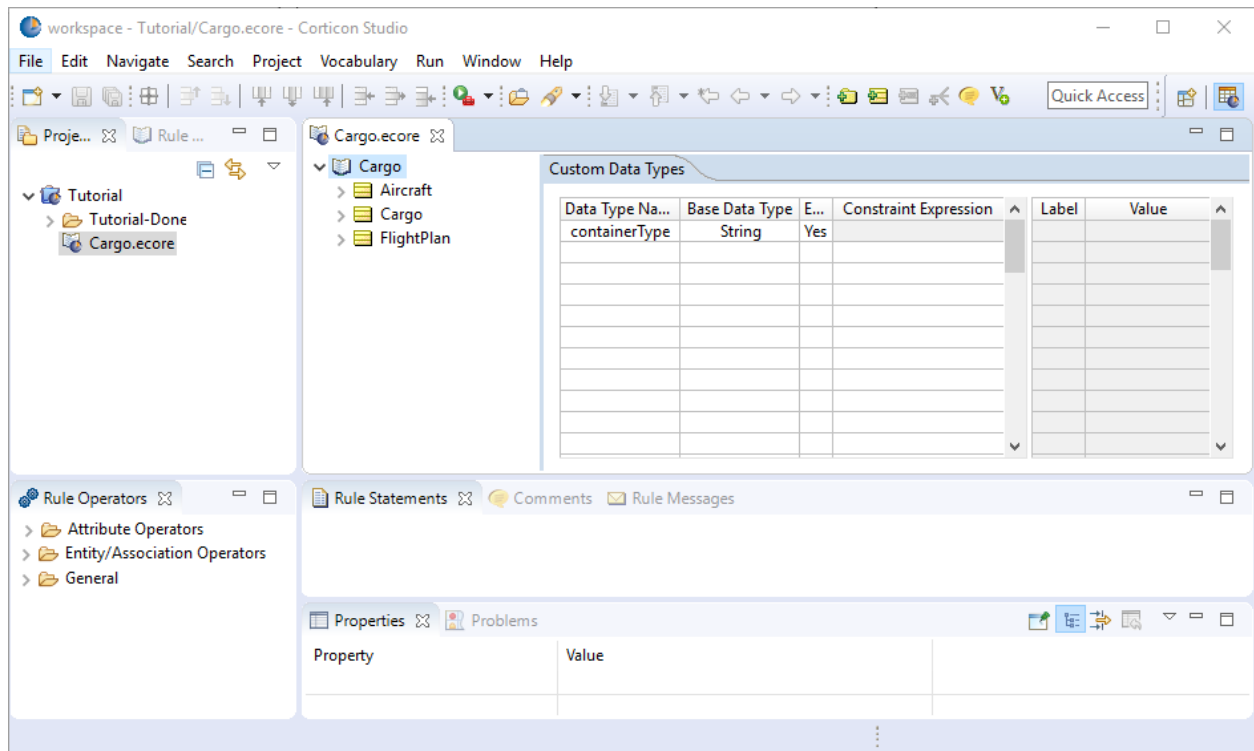 workspace - Tutorial/Cargo.ecore - Corticon Studio
File Edit Navigate Search Project Vocabulary Run Window Help
Quick Access
Proje... Rule ...
Tutorial
Tutorial-Done
Cargo.ecore
Cargo.ecore
Cargo
Aircraft
Cargo
FlightPlan
Custom Data Types
Data Type Na... Base Data Type E... Constraint Expression Label Value
containerType String Yes
Rule Operators
Attribute Operators
Entity/Association Operators
General
Rule Statements Comments Rule Messages
Properties Problems
Property Value